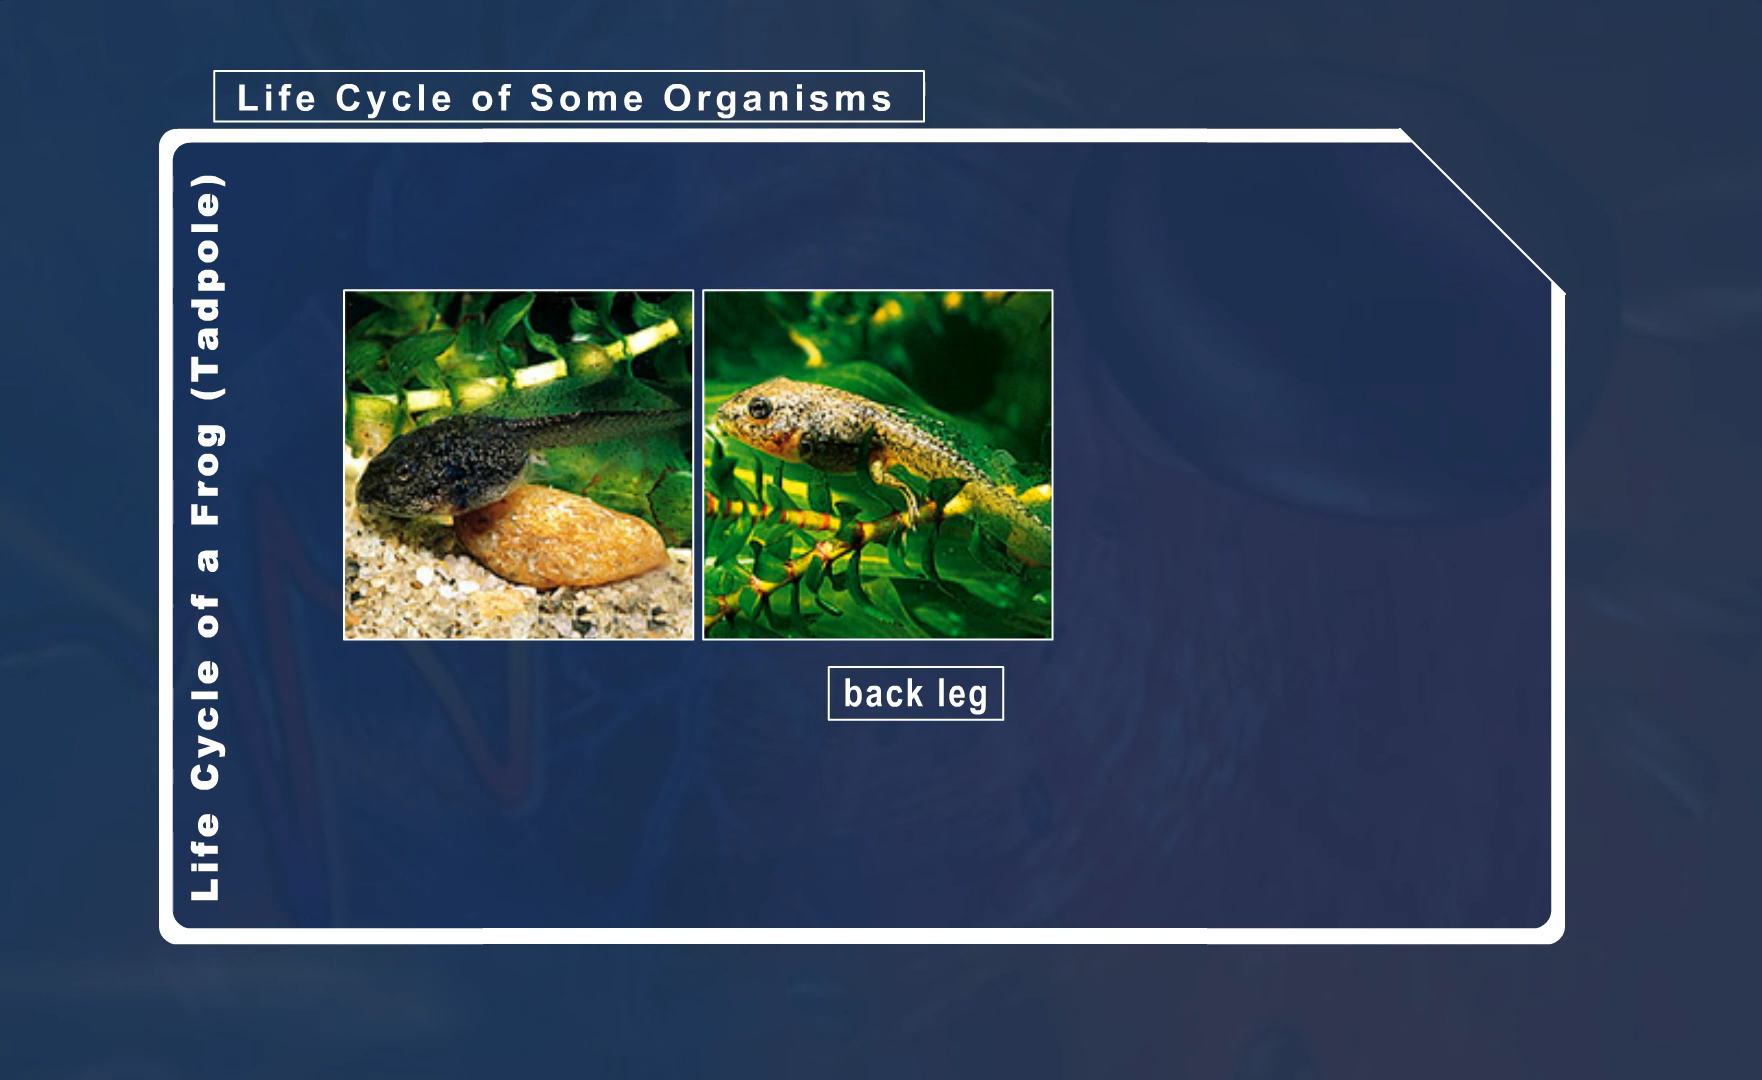 Life Cycle of Some Organisms
Life Cycle of a Frog (Tadpole)
back leg